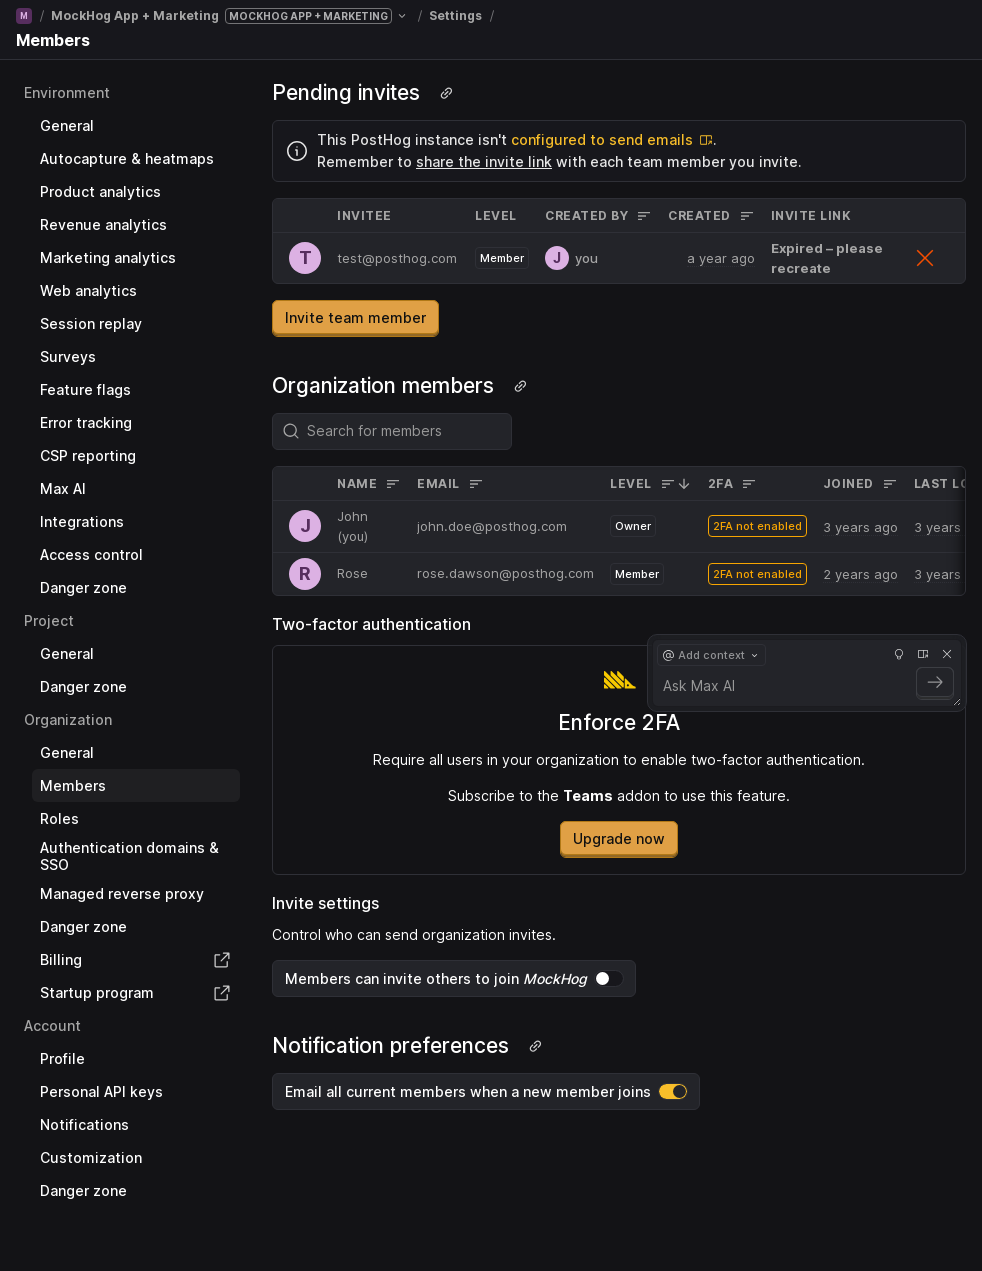 M / MockHog App + Marketing MOCKHOG APP + MARKETING / Settings /
Members
Environment
General
Autocapture & heatmaps
Product analytics
Revenue analytics
Marketing analytics
Web analytics
Session replay
Surveys
Feature flags
Error tracking
CSP reporting
Max AI
Integrations
Access control
Danger zone
Project
General
Danger zone
Organization
General
Members
Roles
Authentication domains &
SSO
Managed reverse proxy
Danger zone
Billing
Startup program
Account
Profile
Personal API keys
Notifications
Customization
Danger zone
Pending invites
This PostHog instance isn't configured to send emails.
Remember to share the invite link with each team member you invite.
INVITEE LEVEL CREATED BY CREATED INVITE LINK
T test@posthog.com Member J you a year ago Expired – please
recreate
Invite team member
Organization members
Search for members
NAME EMAIL LEVEL 2FA JOINED LAST LO
J John
(you) john.doe@posthog.com Owner 2FA not enabled 3 years ago 3 years
R Rose rose.dawson@posthog.com Member 2FA not enabled 2 years ago 3 years
Two-factor authentication
@ Add context
Ask Max AI
Enforce 2FA
Require all users in your organization to enable two-factor authentication.
Subscribe to the Teams addon to use this feature.
Upgrade now
Invite settings
Control who can send organization invites.
Members can invite others to join MockHog
Notification preferences
Email all current members when a new member joins